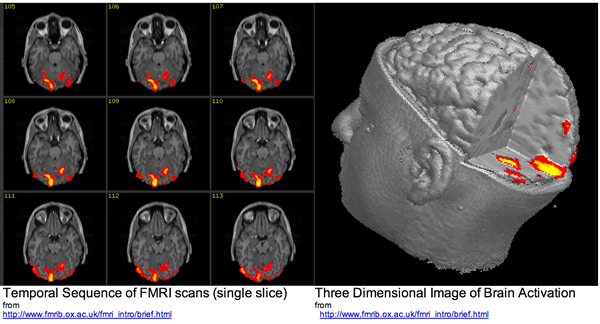 105
106
107
108
109
110
111
112
113
Temporal Sequence of FMRI scans (single slice)
from
http://www.fmrib.ox.ac.uk/fmri_intro/brief.html
Three Dimensional Image of Brain Activation
from
http://www.fmrib.ox.ac.uk/fmri_intro/brief.html